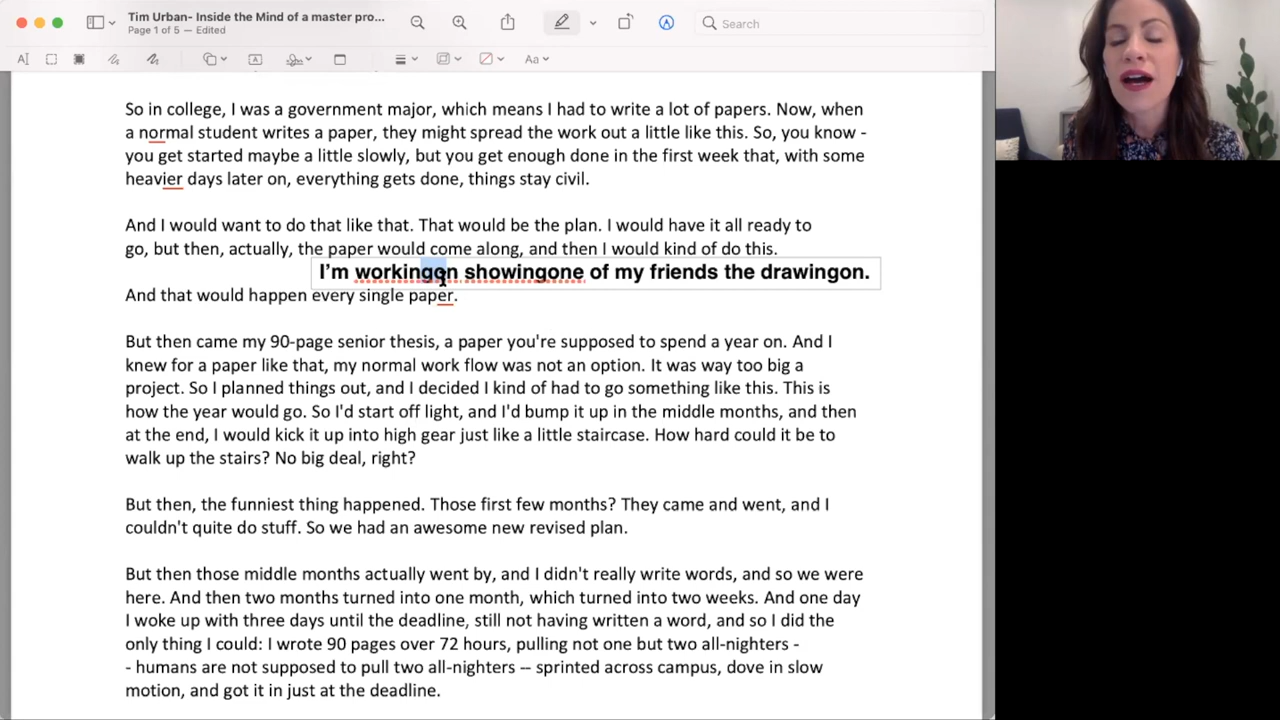 Tim Urban- Inside the Mind of a master pro...
Page 1 of 5 — Edited
Search
Aa
So in college, I was a government major, which means I had to write a lot of papers. Now, when
a normal student writes a paper, they might spread the work out a little like this. So, you know -
you get started maybe a little slowly, but you get enough done in the first week that, with some
heavier days later on, everything gets done, things stay civil.
And I would want to do that like that. That would be the plan. I would have it all ready to
go, but then, actually, the paper would come along, and then I would kind of do this.
I'm workinggon showingone of my friends the drawingon.
And that would happen every single paper.
But then came my 90-page senior thesis, a paper you're supposed to spend a year on. And I
knew for a paper like that, my normal work flow was not an option. It was way too big a
project. So I planned things out, and I decided I kind of had to go something like this. This is
how the year would go. So I'd start off light, and I'd bump it up in the middle months, and then
at the end, I would kick it up into high gear just like a little staircase. How hard could it be to
walk up the stairs? No big deal, right?
But then, the funniest thing happened. Those first few months? They came and went, and I
couldn't quite do stuff. So we had an awesome new revised plan.
But then those middle months actually went by, and I didn't really write words, and so we were
here. And then two months turned into one month, which turned into two weeks. And one day
I woke up with three days until the deadline, still not having written a word, and so I did the
only thing I could: I wrote 90 pages over 72 hours, pulling not one but two all-nighters -
- humans are not supposed to pull two all-nighters -- sprinted across campus, dove in slow
motion, and got it in just at the deadline.